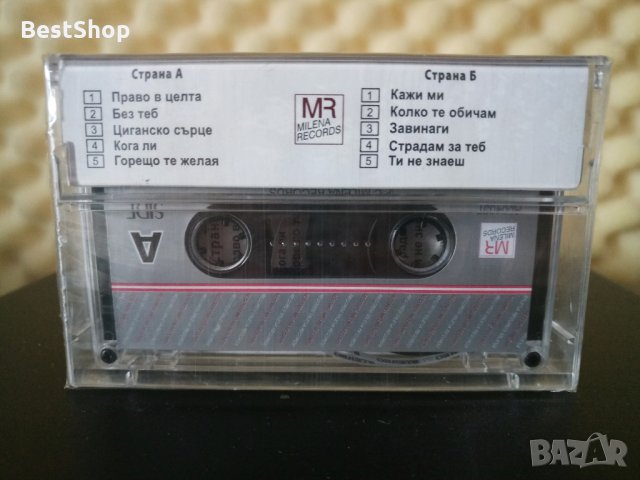 BestShop
Страна А
1 Право в целта
2 Без теб
3 Циганско сърце
4 Кога ли
5 Горещо те желая
MR
MILENA
RECORDS
Страна Б
1 Кажи ми
2 Колко те обичам
3 Завинаги
4 Страдам за теб
5 Ти не знаеш
SIDE
A
MR
MILENA
RECORDS
BAZAR